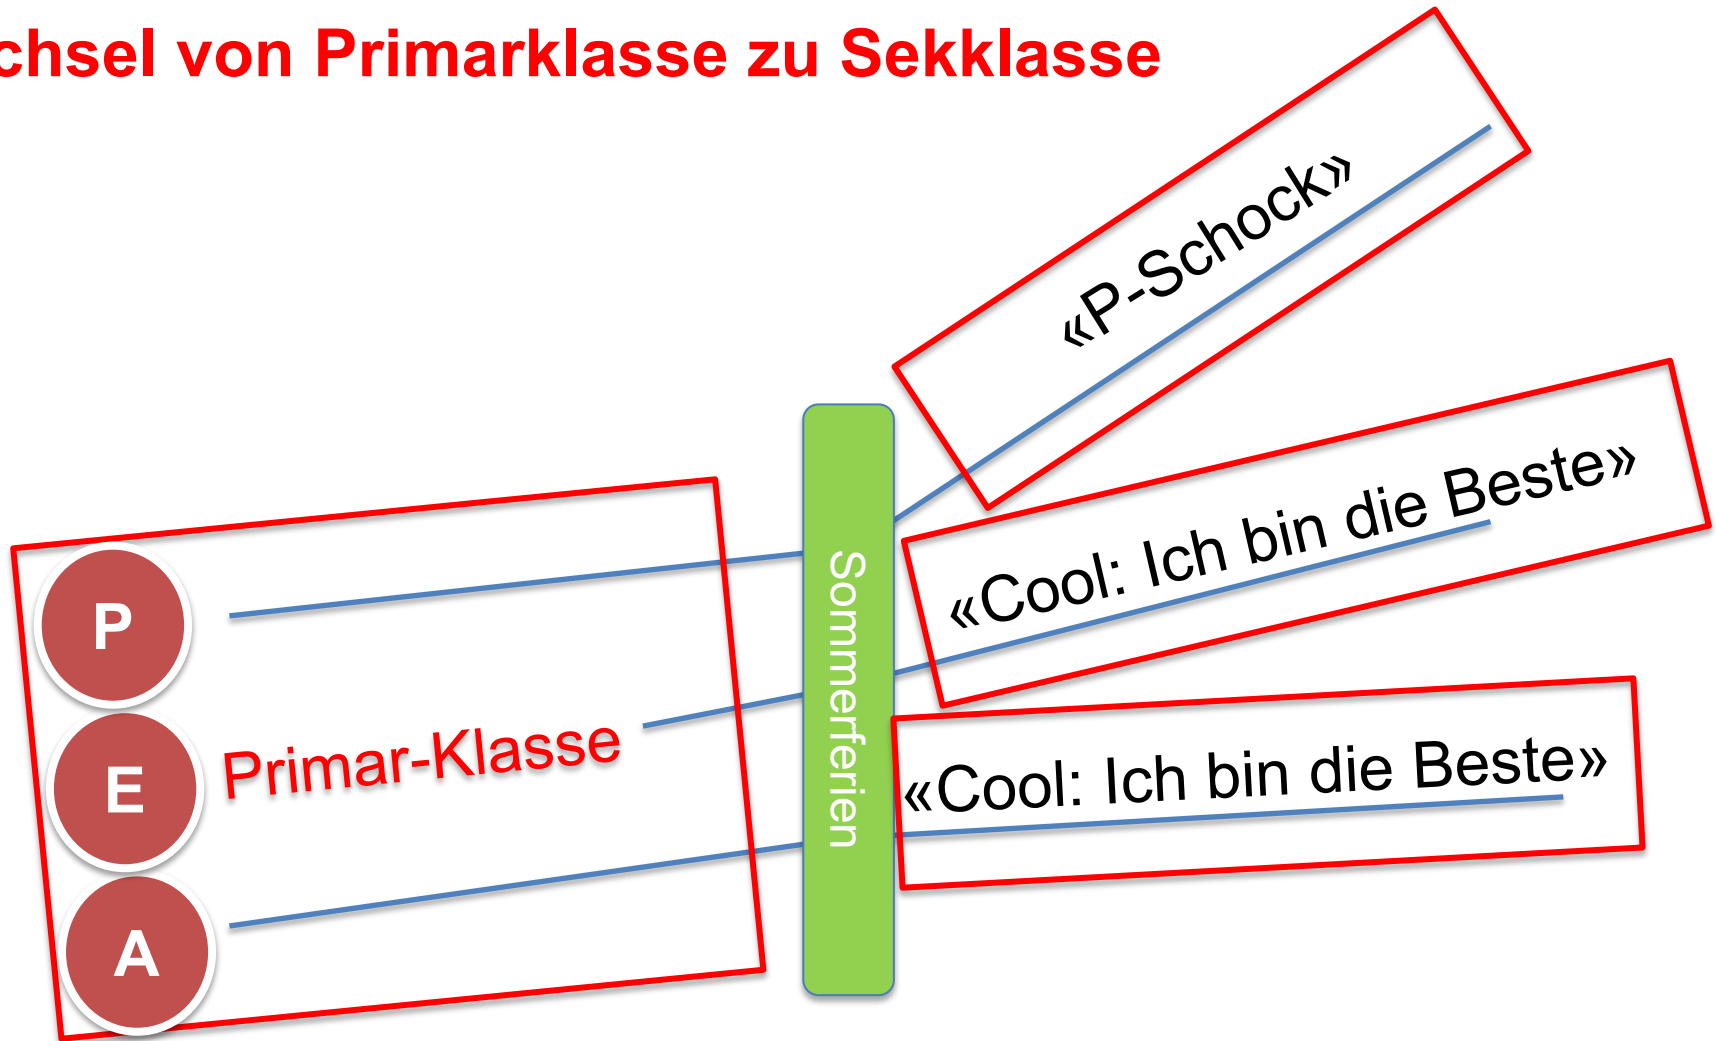 chsel von Primarklasse zu Sekklasse
«P-Schock»
«Cool: Ich bin die Beste»
«Cool: Ich bin die Beste»
Sommerferien
P
E
A
Primar-Klasse